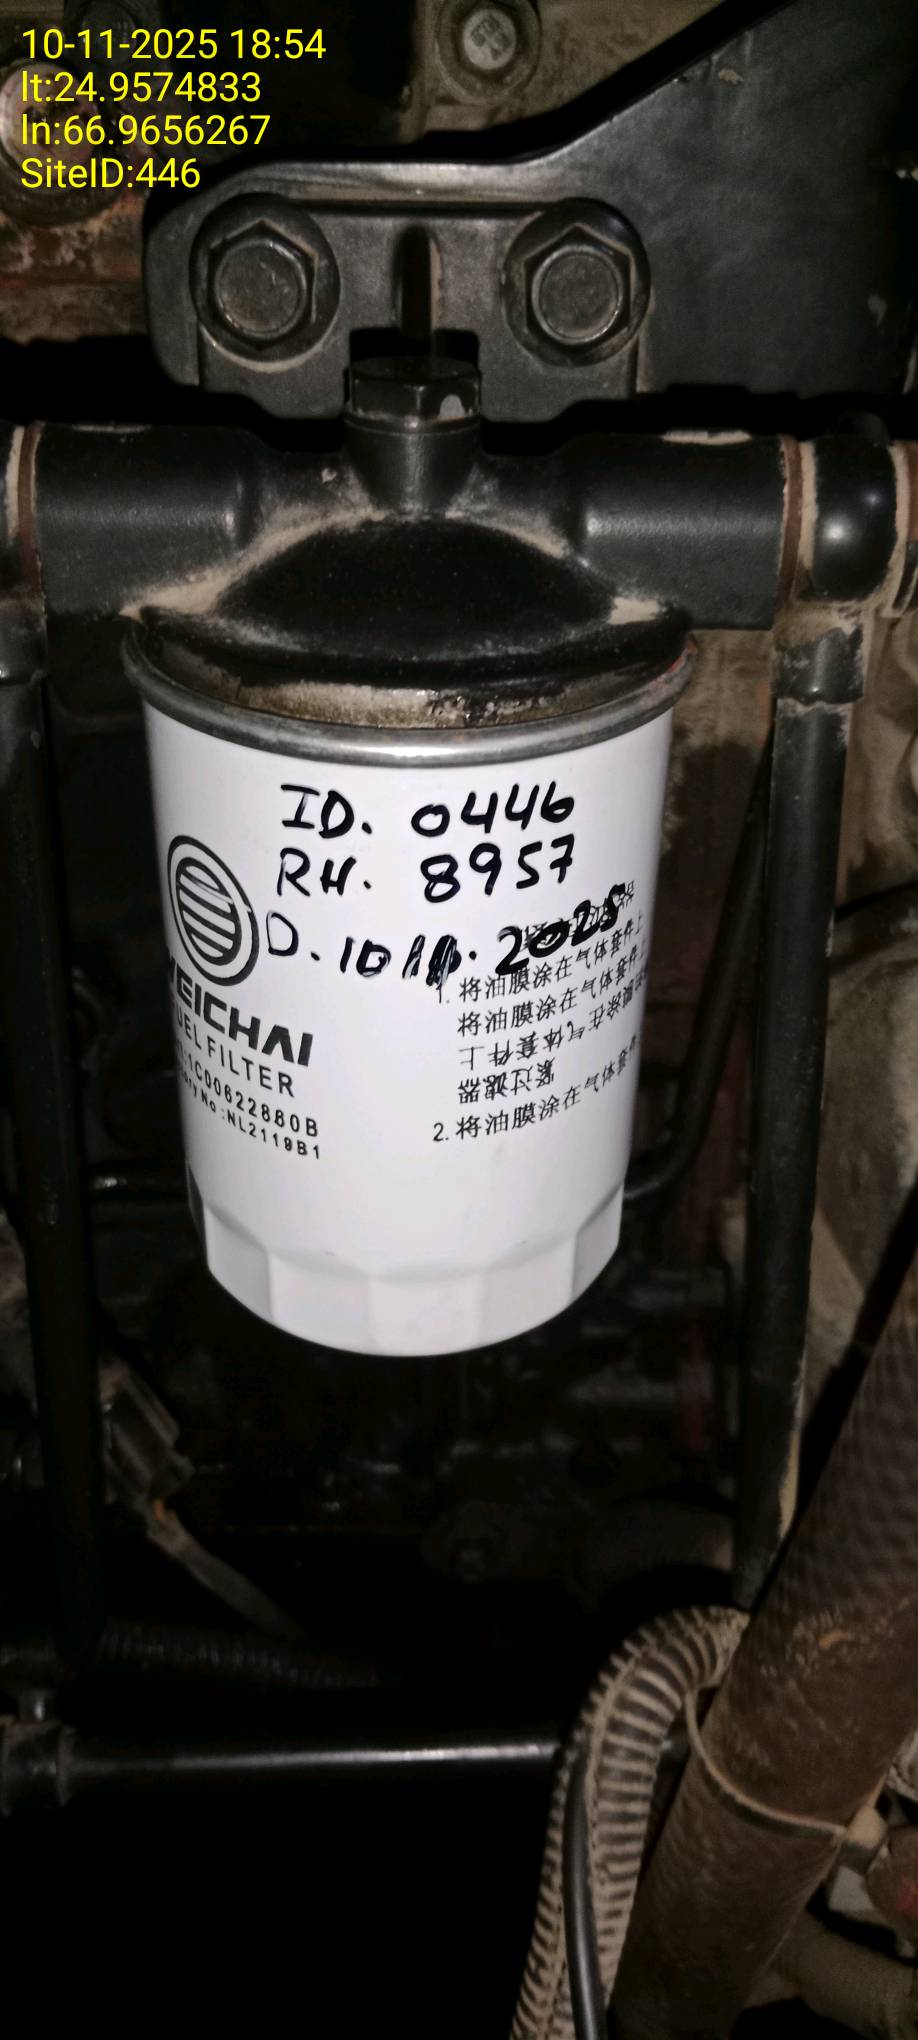 10-11-2025 18:54
lt:24.9574833
ln:66.9656267
SiteID:446
ID. 0446
RH. 8957
D. 10 11. 2025
WEICHAI
FUEL FILTER
1C00622880B
No:NL2119B1
1. 将油膜涂在气体套件上
将油膜涂在气体套件上
2. 将油膜涂在气体套件